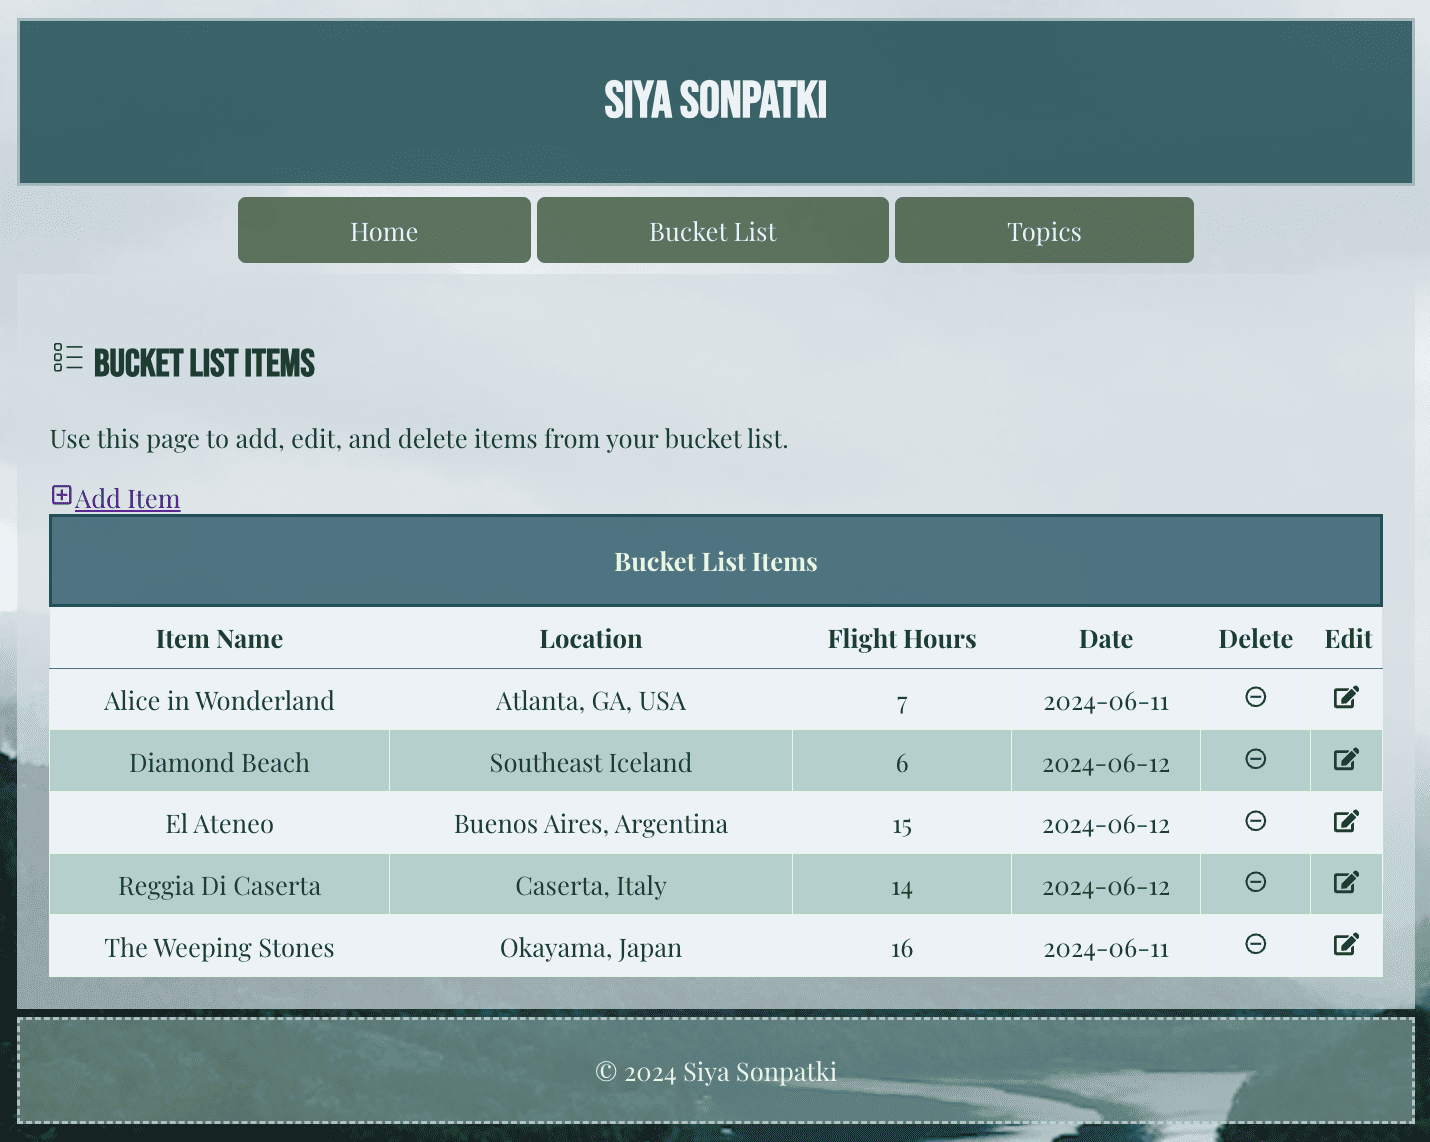 SIYA SONPATKI
Home Bucket List Topics
BUCKET LIST ITEMS
Use this page to add, edit, and delete items from your bucket list.
Add Item
Bucket List Items
Item Name Location Flight Hours Date Delete Edit
Alice in Wonderland Atlanta, GA, USA 7 2024-06-11
Diamond Beach Southeast Iceland 6 2024-06-12
El Ateneo Buenos Aires, Argentina 15 2024-06-12
Reggia Di Caserta Caserta, Italy 14 2024-06-12
The Weeping Stones Okayama, Japan 16 2024-06-11
© 2024 Siya Sonpatki